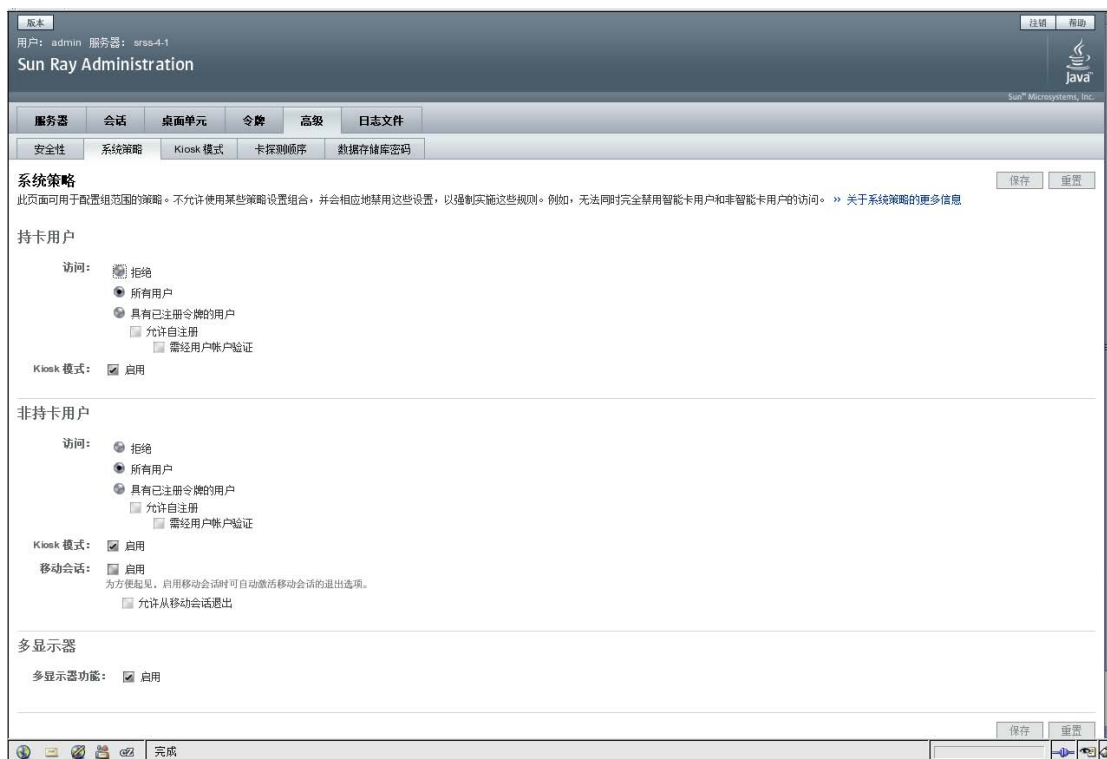 版本 注销 帮助
用户: admin 服务器: srss-4-1
Sun Ray Administration
Java
Sun™ Microsystems, Inc.
服务器 会话 桌面单元 令牌 高级 日志文件
安全性 系统策略 Kiosk 模式 卡探测顺序 数据存储库密码
系统策略 保存 重置
此页面可用于配置组范围的策略。不允许使用某些策略设置组合，并会相应地禁用这些设置，以强制实施这些规则。例如，无法同时完全禁用智能卡用户和非智能卡用户的访问。 » 关于系统策略的更多信息
持卡用户
访问: 拒绝
所有用户
具有已注册令牌的用户
允许自注册
需经用户帐户验证
Kiosk 模式: 启用
非持卡用户
访问: 拒绝
所有用户
具有已注册令牌的用户
允许自注册
需经用户帐户验证
Kiosk 模式: 启用
移动会话: 启用
为方便起见，启用移动会话时可自动激活移动会话的退出选项。
允许从移动会话退出
多显示器
多显示器功能: 启用
保存 重置
完成